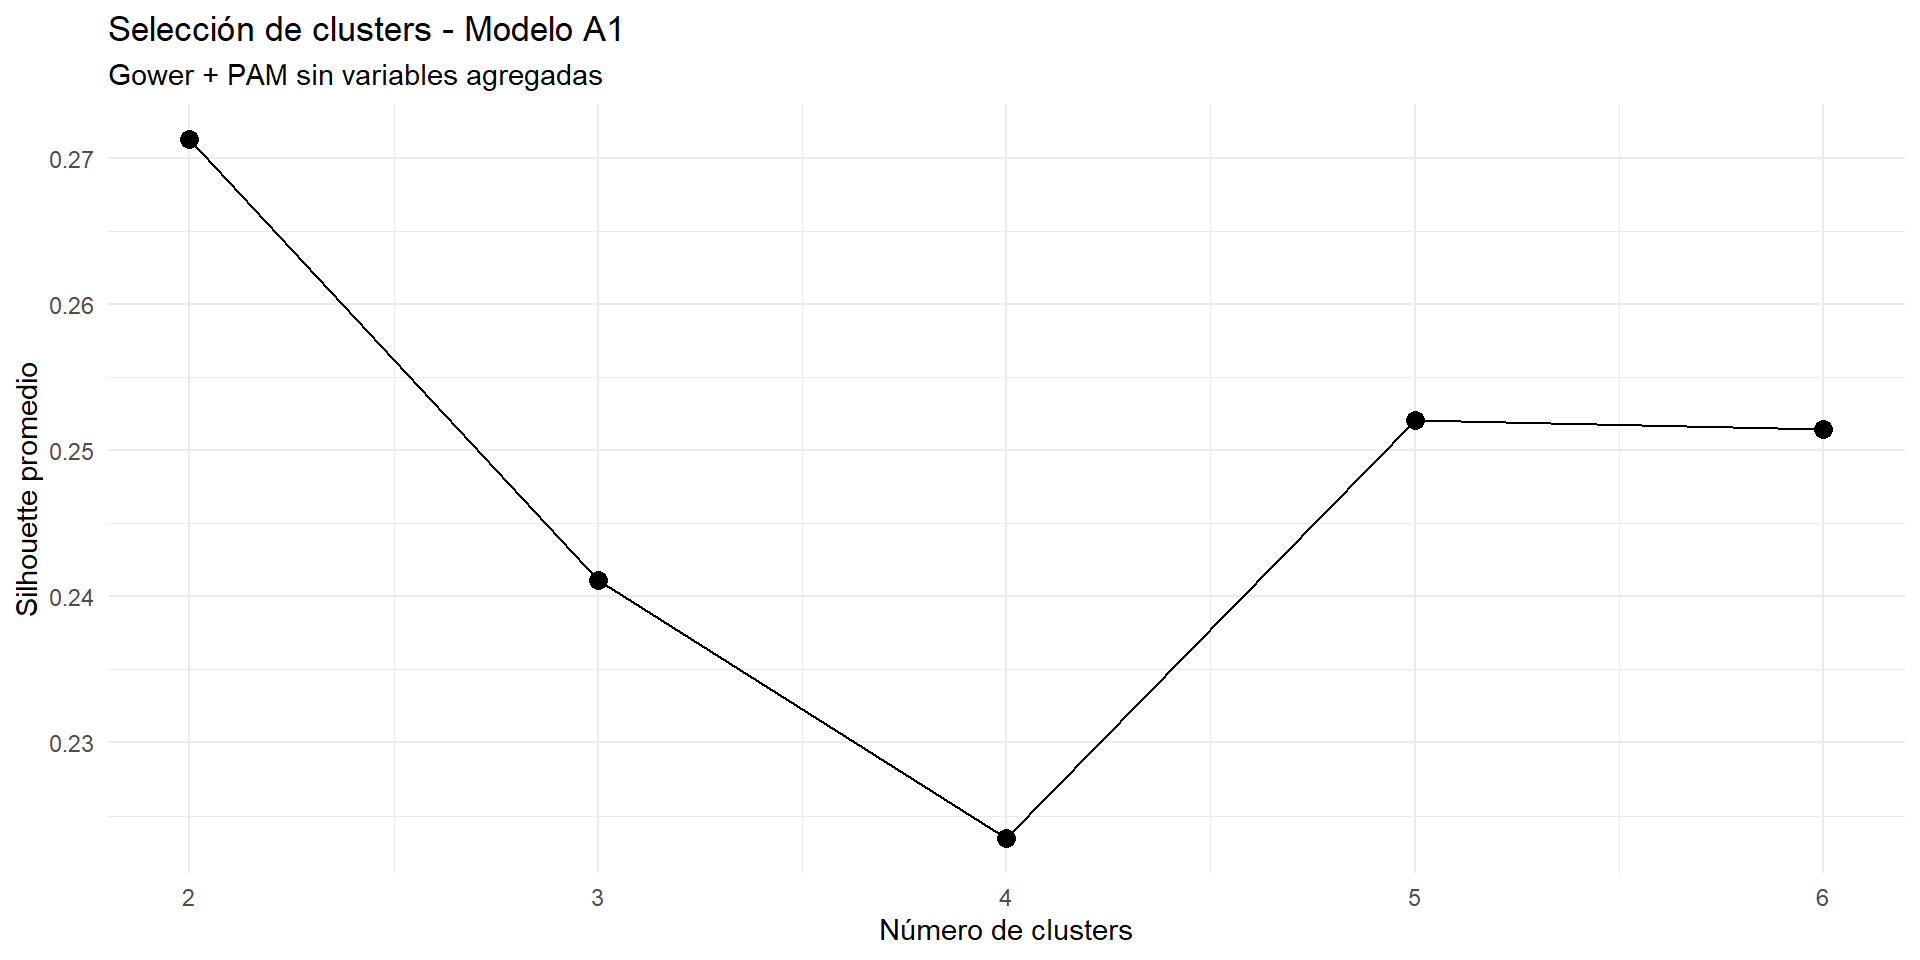 Selección de clusters - Modelo A1
Gower + PAM sin variables agregadas
Silhouette promedio
0.27
0.26
0.25
0.24
0.23
2 3 4 5 6
Número de clusters